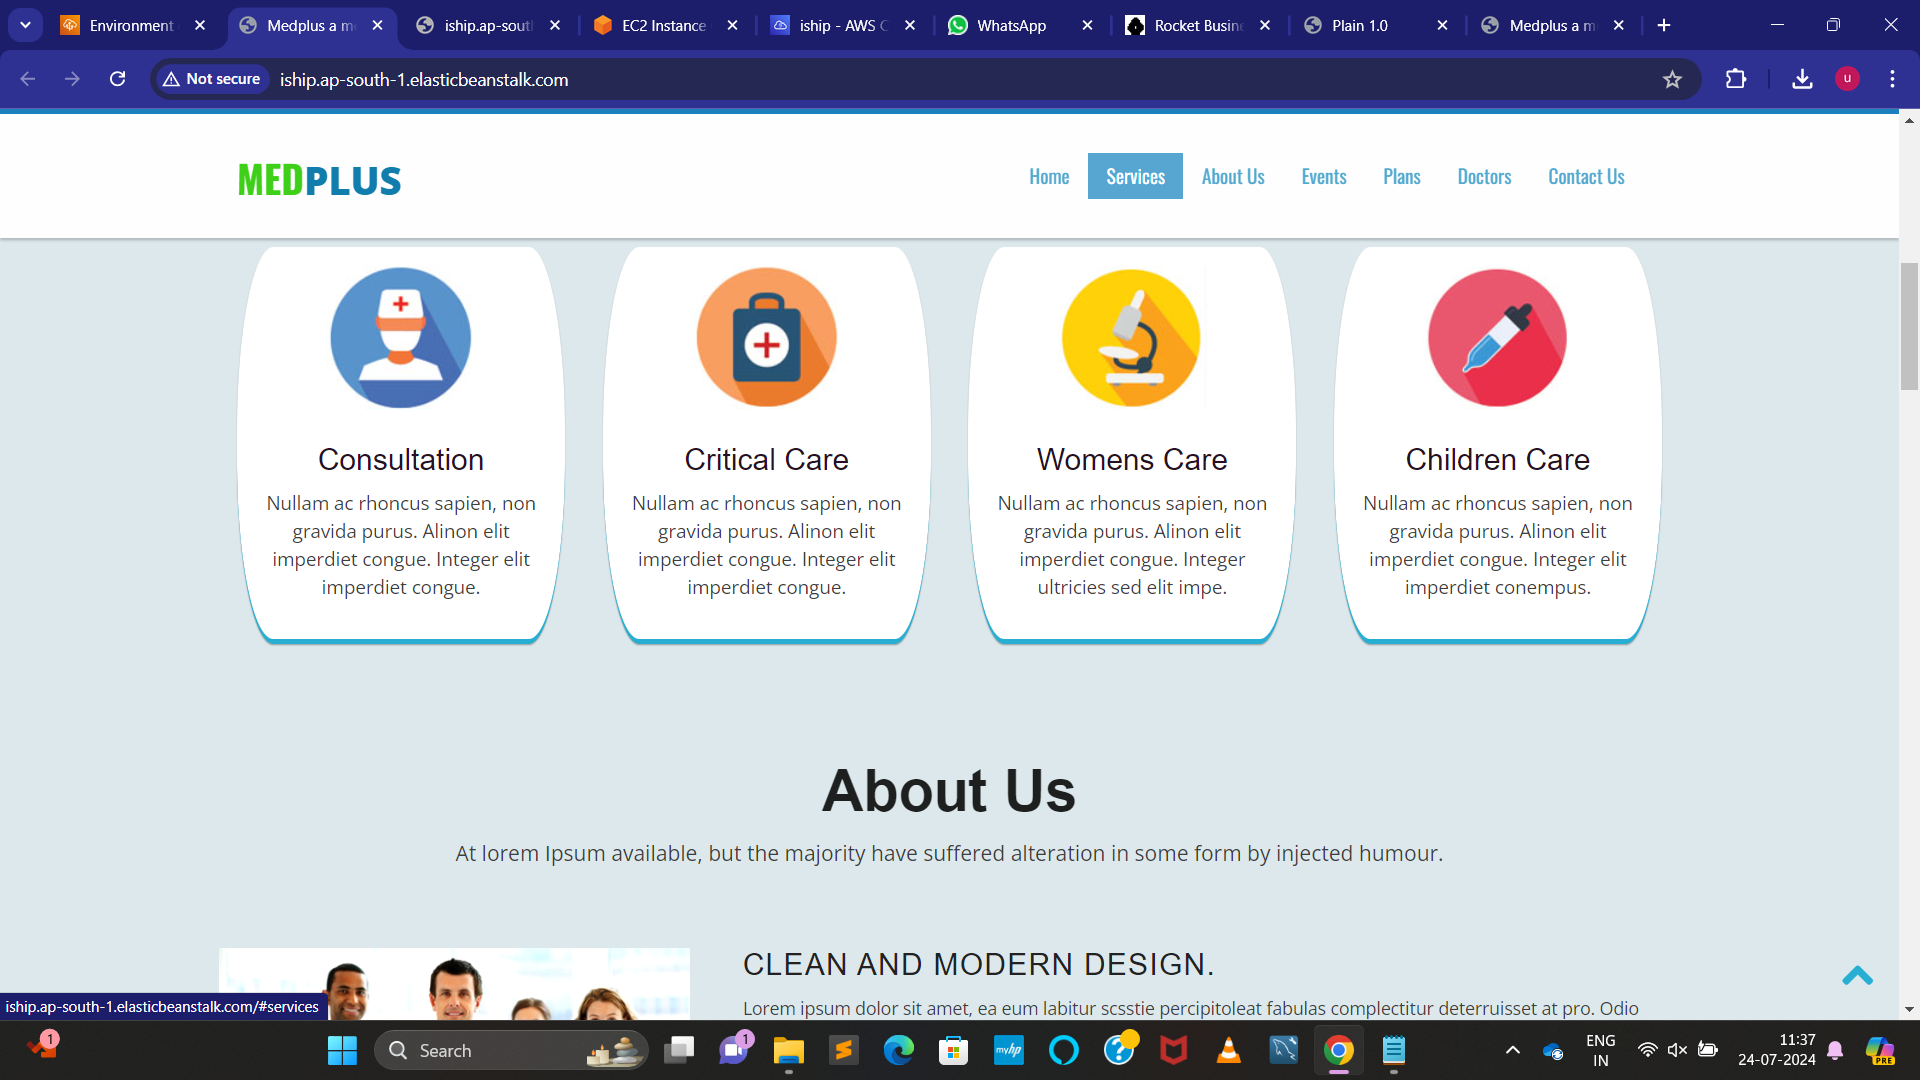 Environment
Medplus a m
iship.ap-sout
EC2 Instance
iship - AWS C
WhatsApp
Rocket Busin
Plain 1.0
Medplus a m
Not secure
iship.ap-south-1.elasticbeanstalk.com
u
MEDPLUS
Home
Services
About Us
Events
Plans
Doctors
Contact Us
Consultation
Nullam ac rhoncus sapien, non
gravida purus. Alinon elit
imperdiet congue. Integer elit
imperdiet congue.
Critical Care
Nullam ac rhoncus sapien, non
gravida purus. Alinon elit
imperdiet congue. Integer elit
imperdiet congue.
Womens Care
Nullam ac rhoncus sapien, non
gravida purus. Alinon elit
imperdiet congue. Integer
ultricies sed elit impe.
Children Care
Nullam ac rhoncus sapien, non
gravida purus. Alinon elit
imperdiet congue. Integer elit
imperdiet conempus.
About Us
At lorem Ipsum available, but the majority have suffered alteration in some form by injected humour.
CLEAN AND MODERN DESIGN.
Lorem ipsum dolor sit amet, ea eum labitur scsstie percipitoleat fabulas complectitur deterruisset at pro. Odio
iship.ap-south-1.elasticbeanstalk.com/#services
1
Search
1
myhp
ENG
IN
11:37
24-07-2024
PRE